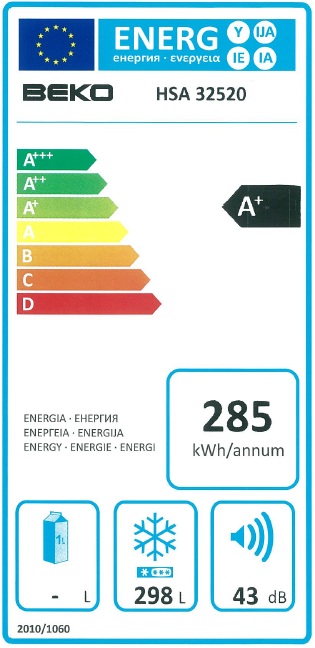 ENERG Y IJA IE IA
енергия · ενεργεια
BEKO HSA 32520
A+++
A++
A+
A
B
C
D
A+
285
kWh/annum
ENERGIA · ЕНЕРГИЯ
ΕΝΕΡΓΕΙΑ · ENERGIJA
ENERGY · ENERGIE · ENERGI
1L
- L
298 L
43 dB
2010/1060